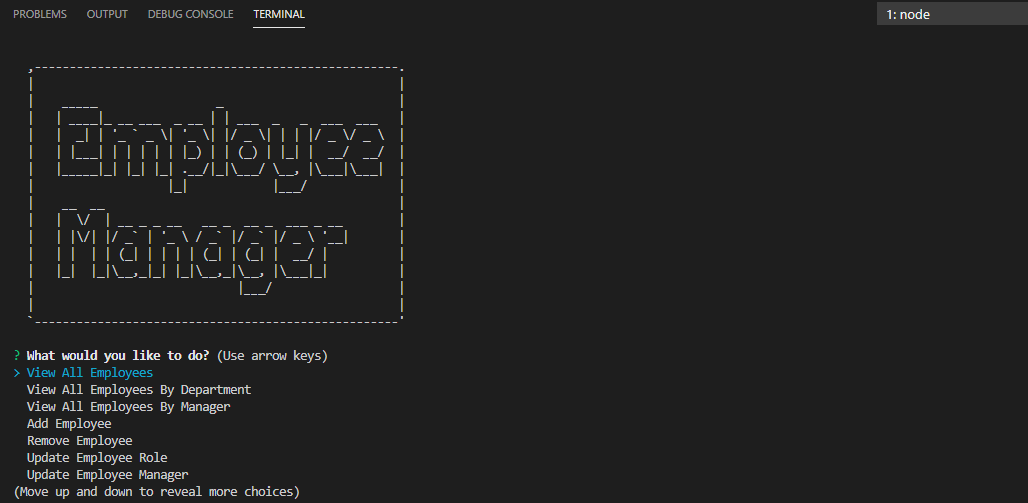 PROBLEMS OUTPUT DEBUG CONSOLE TERMINAL 1: node
Employee
Manager
? What would you like to do? (Use arrow keys)
> View All Employees
View All Employees By Department
View All Employees By Manager
Add Employee
Remove Employee
Update Employee Role
Update Employee Manager
(Move up and down to reveal more choices)